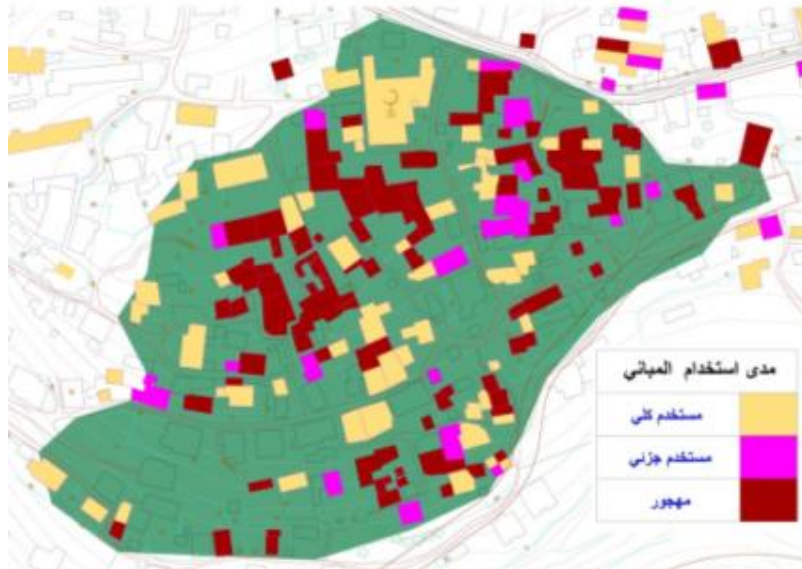 مدى استخدام المباني
مستخدم كلي
مستخدم جزئي
مهجور